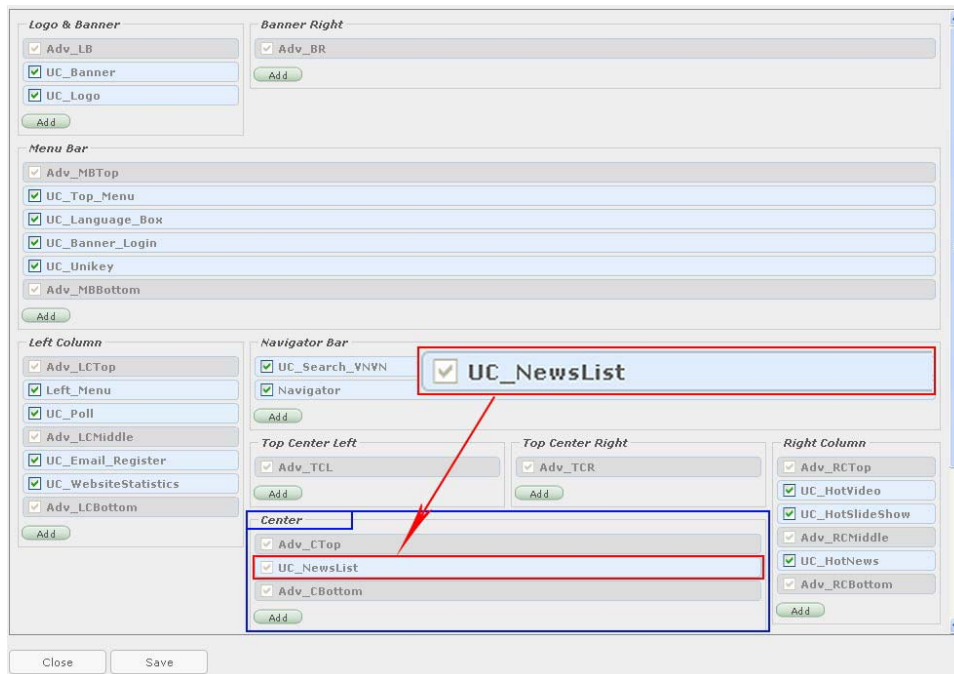 Logo & Banner
Adv_LB
UC_Banner
UC_Logo
Add
Banner Right
Adv_BR
Add
Menu Bar
Adv_MBTop
UC_Top_Menu
UC_Language_Box
UC_Banner_Login
UC_Unikey
Adv_MBBottom
Add
Left Column
Adv_LCTop
Left_Menu
UC_Poll
Adv_LCMiddle
UC_Email_Register
UC_WebsiteStatistics
Adv_LCBottom
Add
Navigator Bar
UC_Search_VNVN
Navigator
Add
UC_NewsList
Top Center Left
Adv_TCL
Add
Top Center Right
Adv_TCR
Add
Center
Adv_CTop
UC_NewsList
Adv_CBottom
Add
Right Column
Adv_RCTop
UC_HotVideo
UC_HotSlideShow
Adv_RCMiddle
UC_HotNews
Adv_RCBottom
Add
Close
Save